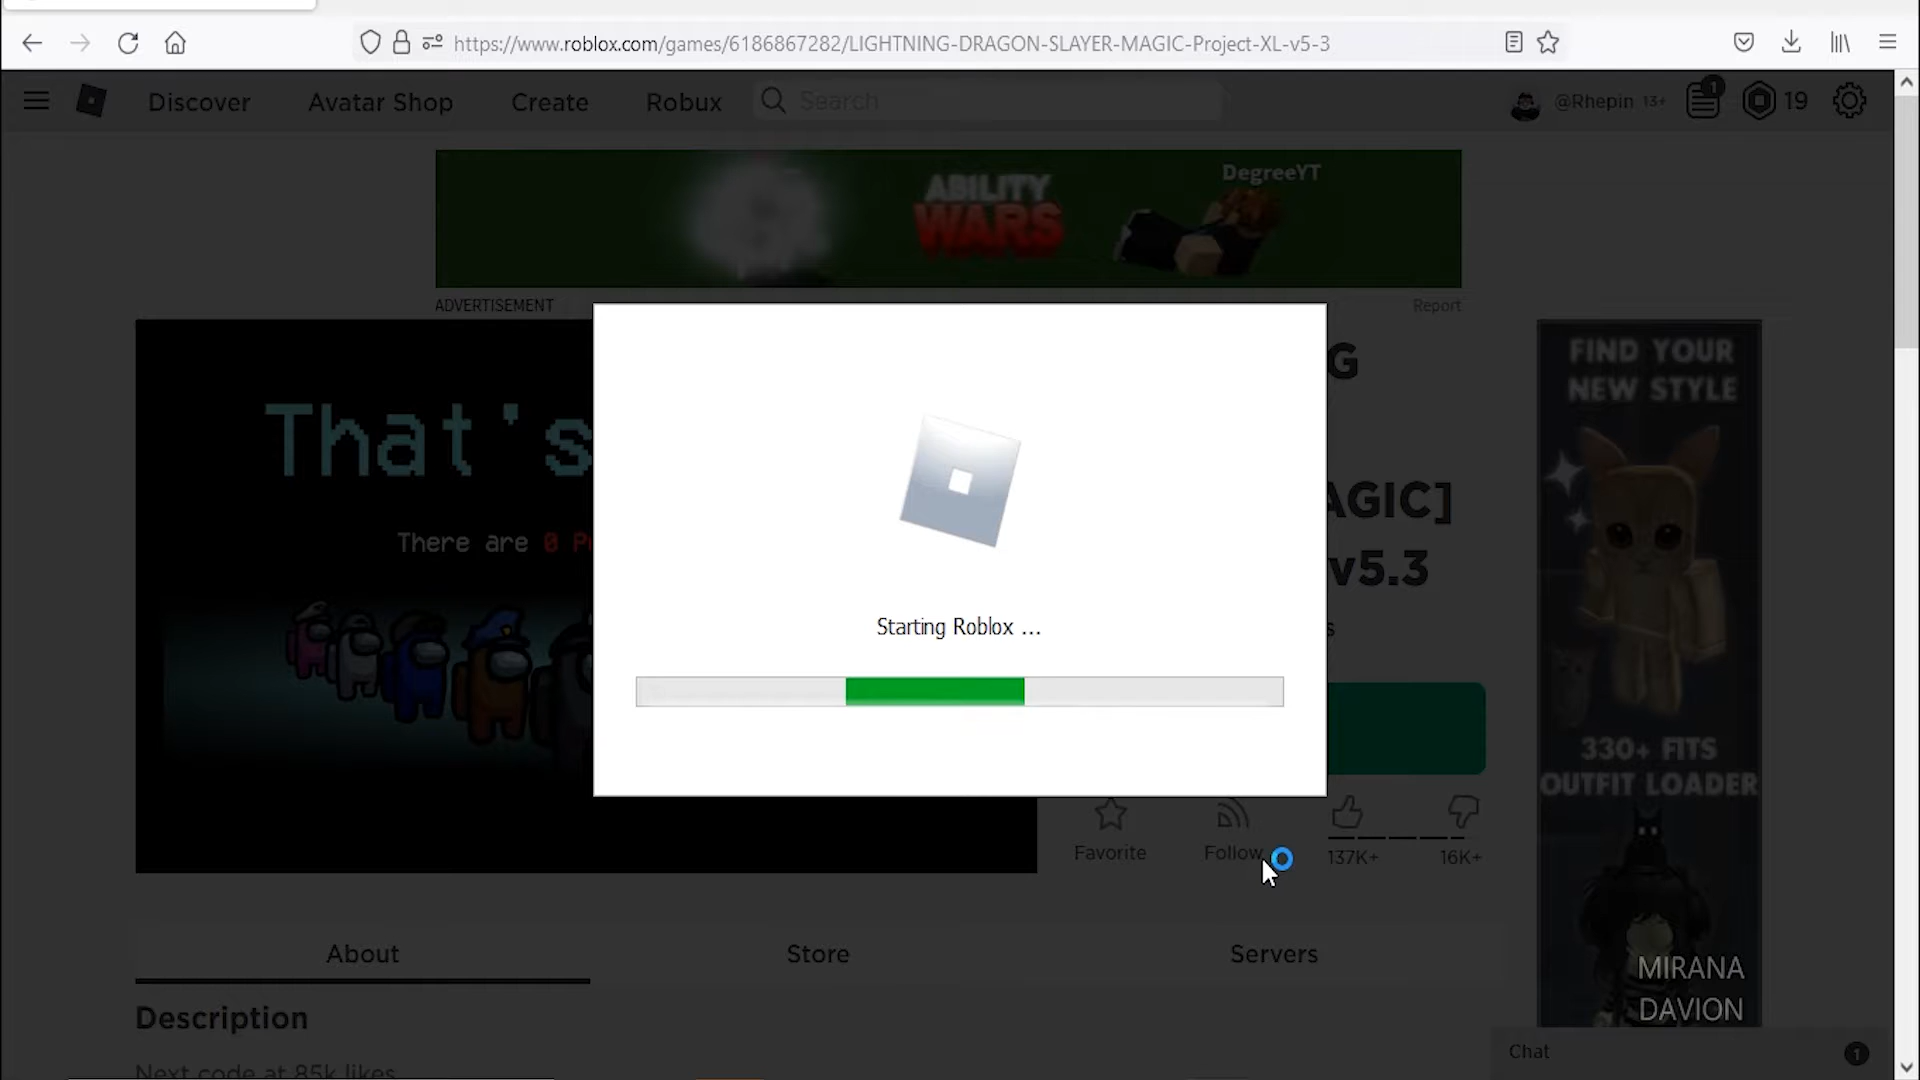 https://www.roblox.com/games/6186867282/LIGHTNING-DRAGON-SLAYER-MAGIC-Project-XL-v5-3
Discover
Avatar Shop
Create
Robux
Search
@Rhepin 13+
1
19
ABILITY
WARS
DegreeYT
ADVERTISEMENT
Report
That's
There are 0
G
AGIC]
v5.3
s
Starting Roblox ...
FIND YOUR
NEW STYLE
330+ FITS
OUTFIT LOADER
Favorite
Follow
137K+
16K+
About
Store
Servers
MIRANA
DAVION
Description
Next code at 85k likes
Chat
1